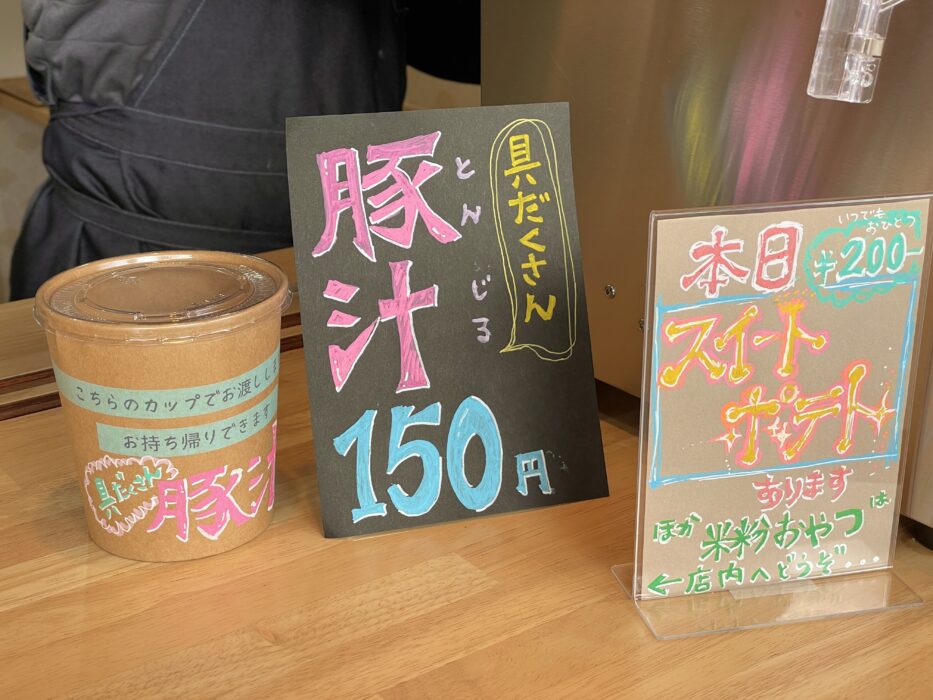 こちらのカップでお渡しし
お持ち帰りできます
具だくさん
豚汁
具だくさん
豚汁
とんじる
150円
本日
いつでも
おひとつ
¥200
スイート
ポテト
あります
ほか米粉おやつは
←店内へどうぞ...